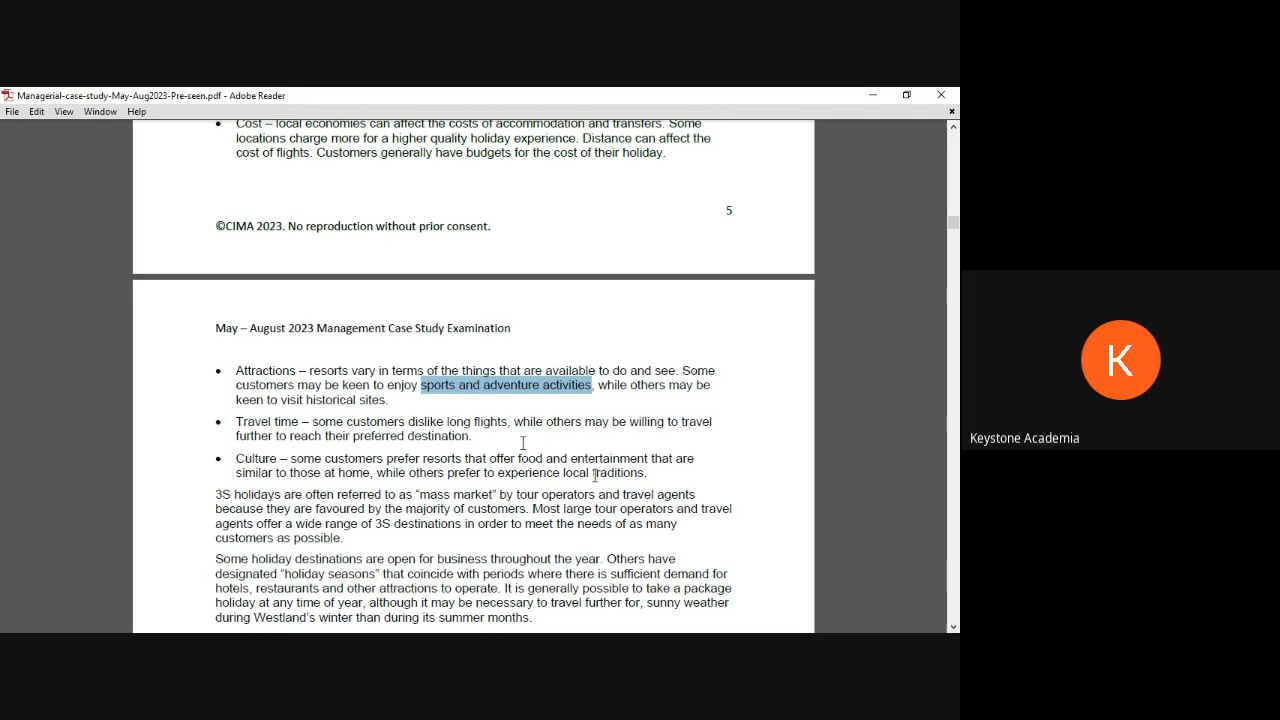 Managerial-case-study-May-Aug2023-Pre-seen.pdf - Adobe Reader
File Edit View Window Help
• Cost – local economies can affect the costs of accommodation and transfers. Some
locations charge more for a higher quality holiday experience. Distance can affect the
cost of flights. Customers generally have budgets for the cost of their holiday.
5
©CIMA 2023. No reproduction without prior consent.
May – August 2023 Management Case Study Examination
• Attractions – resorts vary in terms of the things that are available to do and see. Some
customers may be keen to enjoy sports and adventure activities, while others may be
keen to visit historical sites.
• Travel time – some customers dislike long flights, while others may be willing to travel
further to reach their preferred destination.
• Culture – some customers prefer resorts that offer food and entertainment that are
similar to those at home, while others prefer to experience local traditions.
3S holidays are often referred to as “mass market” by tour operators and travel agents
because they are favoured by the majority of customers. Most large tour operators and travel
agents offer a wide range of 3S destinations in order to meet the needs of as many
customers as possible.
Some holiday destinations are open for business throughout the year. Others have
designated “holiday seasons” that coincide with periods where there is sufficient demand for
hotels, restaurants and other attractions to operate. It is generally possible to take a package
holiday at any time of year, although it may be necessary to travel further for, sunny weather
during Westland’s winter than during its summer months.
K
Keystone Academia